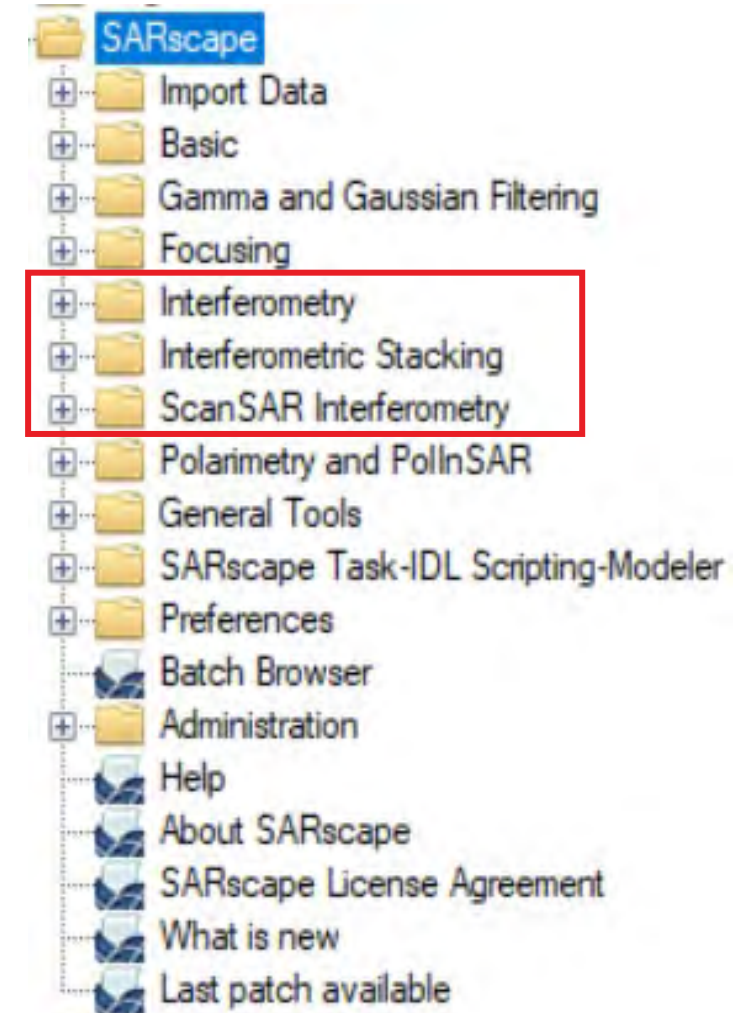 SARscape
Import Data
Basic
Gamma and Gaussian Filtering
Focusing
Interferometry
Interferometric Stacking
ScanSAR Interferometry
Polarimetry and PolInSAR
General Tools
SARscape Task-IDL Scripting-Modeler
Preferences
Batch Browser
Administration
Help
About SARscape
SARscape License Agreement
What is new
Last patch available